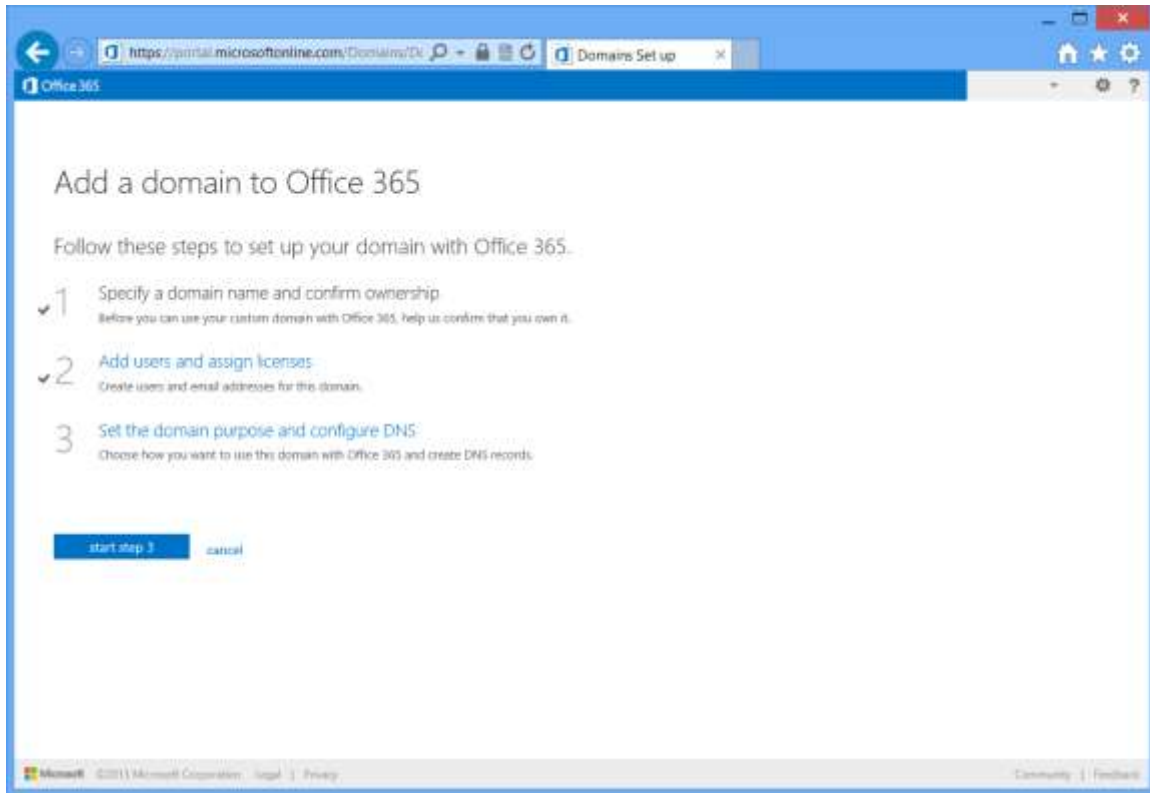 https://portal.microsoftonline.com/Domains/Do
Domains Set up
Office 365
?
Add a domain to Office 365
Follow these steps to set up your domain with Office 365.
1 Specify a domain name and confirm ownership
Before you can use your custom domain with Office 365, help us confirm that you own it.
2 Add users and assign licenses
Create users and email addresses for this domain.
3 Set the domain purpose and configure DNS
Choose how you want to use this domain with Office 365 and create DNS records.
start step 3 cancel
Microsoft Microsoft Corporation Legal | Privacy Community | Feedback